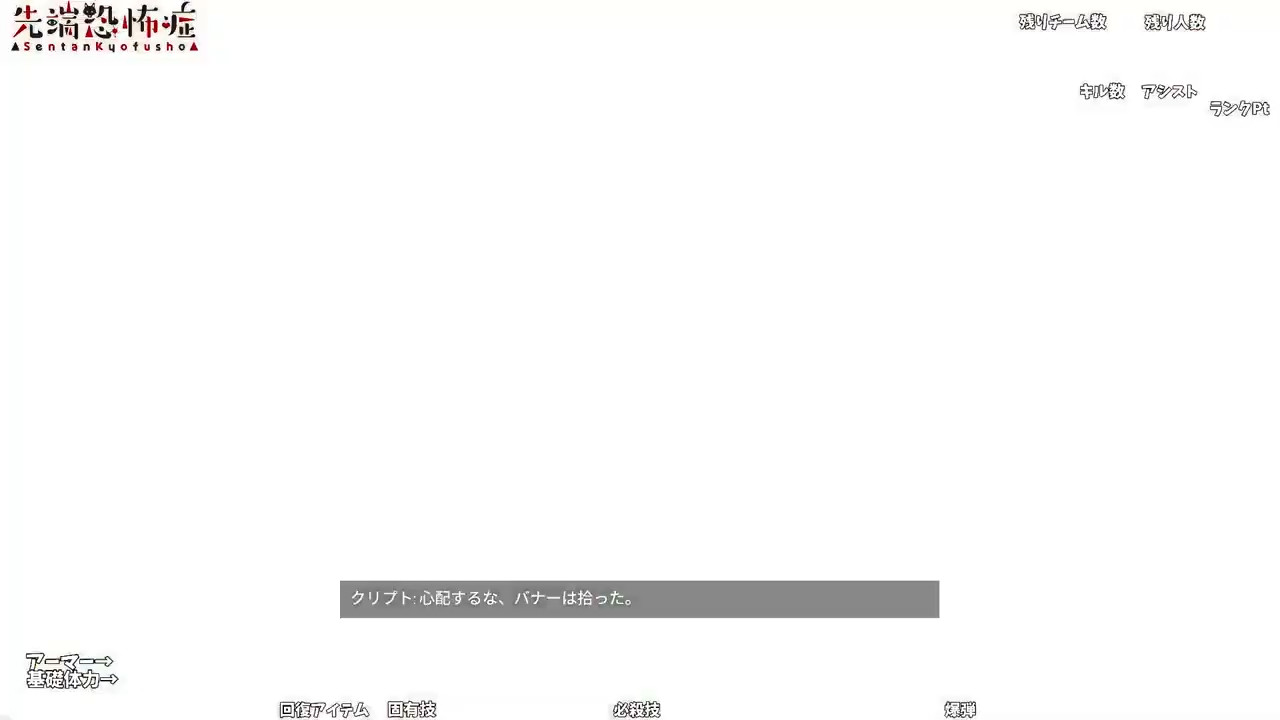 先端恐怖症
▲SentanKyofusho▲
残りチーム数 残り人数
キル数 アシスト
ランクPt
クリプト: 心配するな、バナーは拾った。
アーマー→
基礎体力→
回復アイテム 固有技 必殺技 爆弾